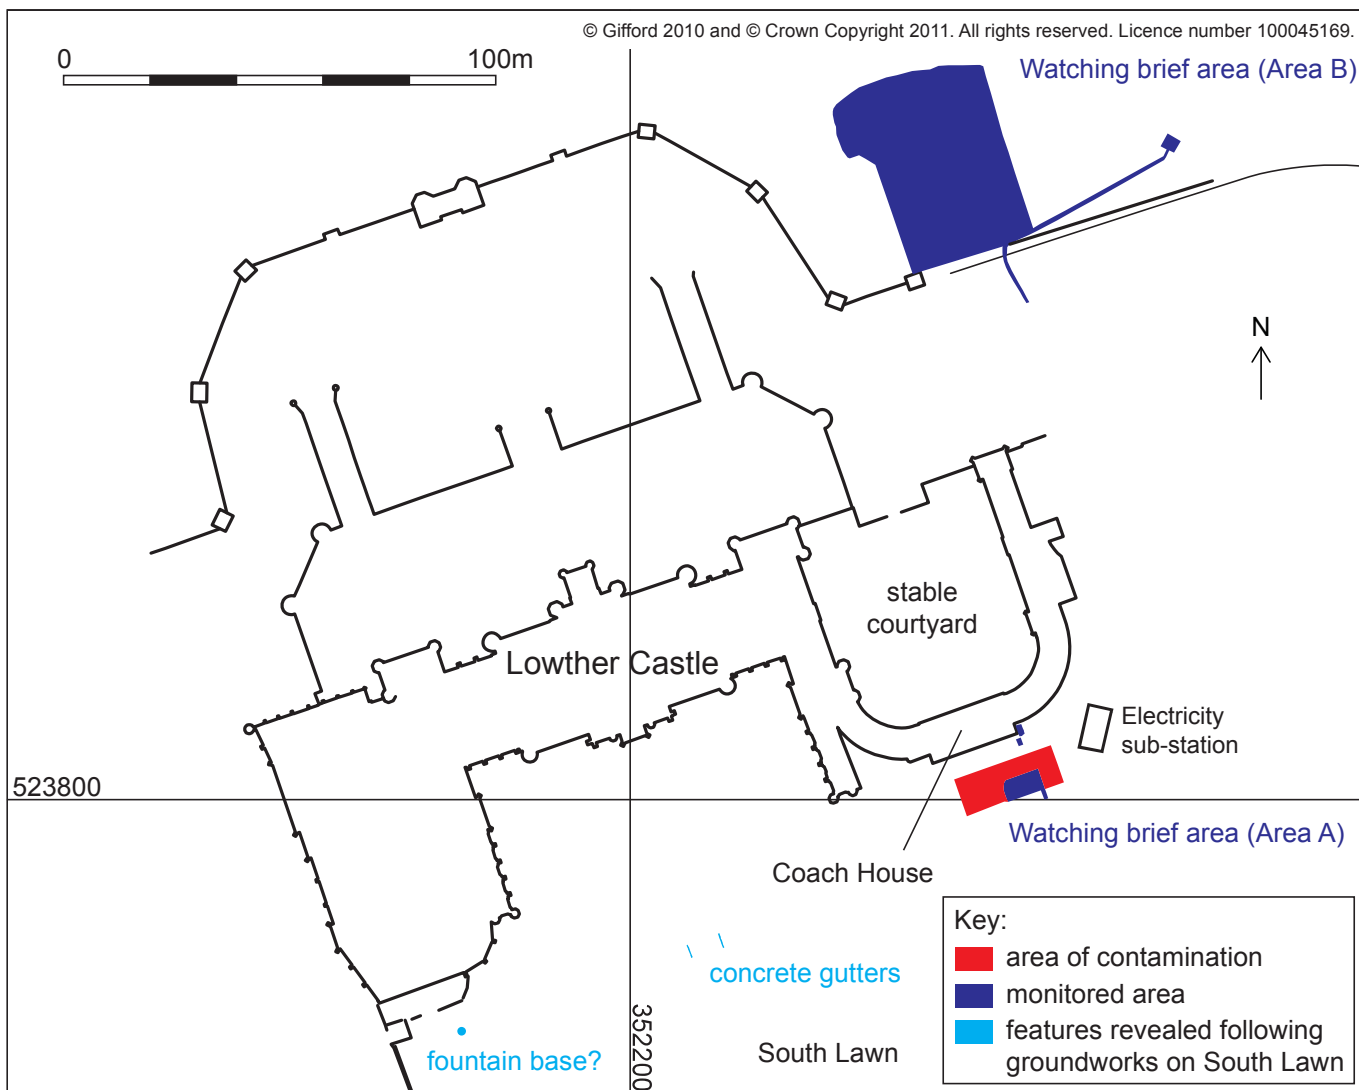 © Gifford 2010 and © Crown Copyright 2011. All rights reserved. Licence number 100045169.
0
100m
Watching brief area (Area B)
N
stable
courtyard
Lowther Castle
Electricity
sub-station
523800
Watching brief area (Area A)
Coach House
concrete gutters
352200
South Lawn
fountain base?
Key:
area of contamination
monitored area
features revealed following
groundworks on South Lawn